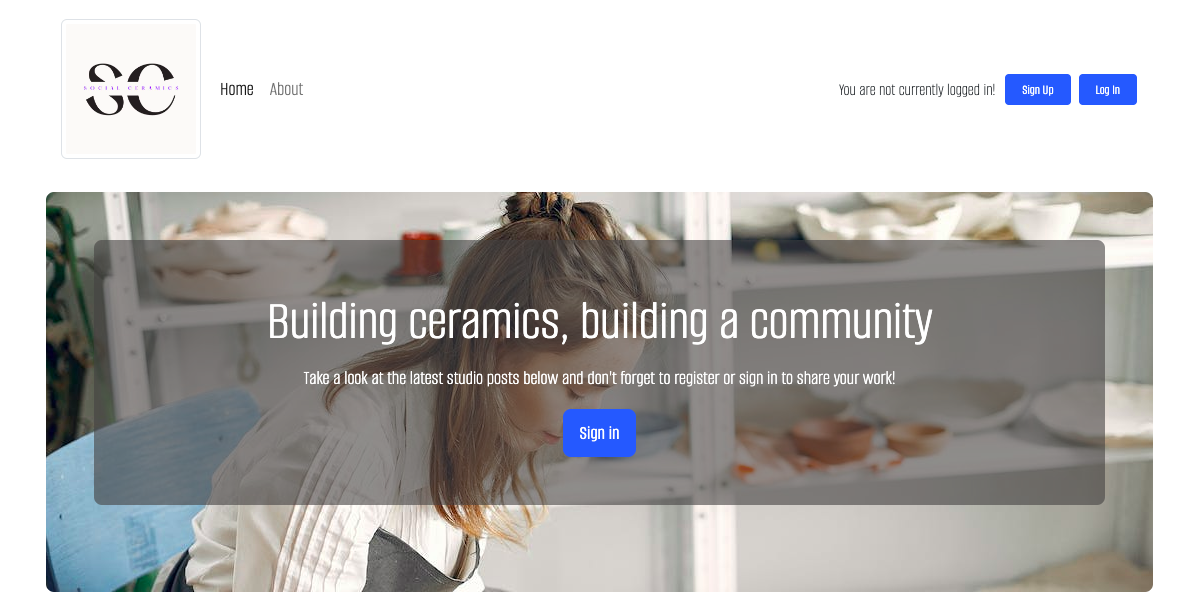 SC
SOCIAL CERAMICS
Home About
You are not currently logged in! Sign Up Log In
Building ceramics, building a community
Take a look at the latest studio posts below and don't forget to register or sign in to share your work!
Sign in